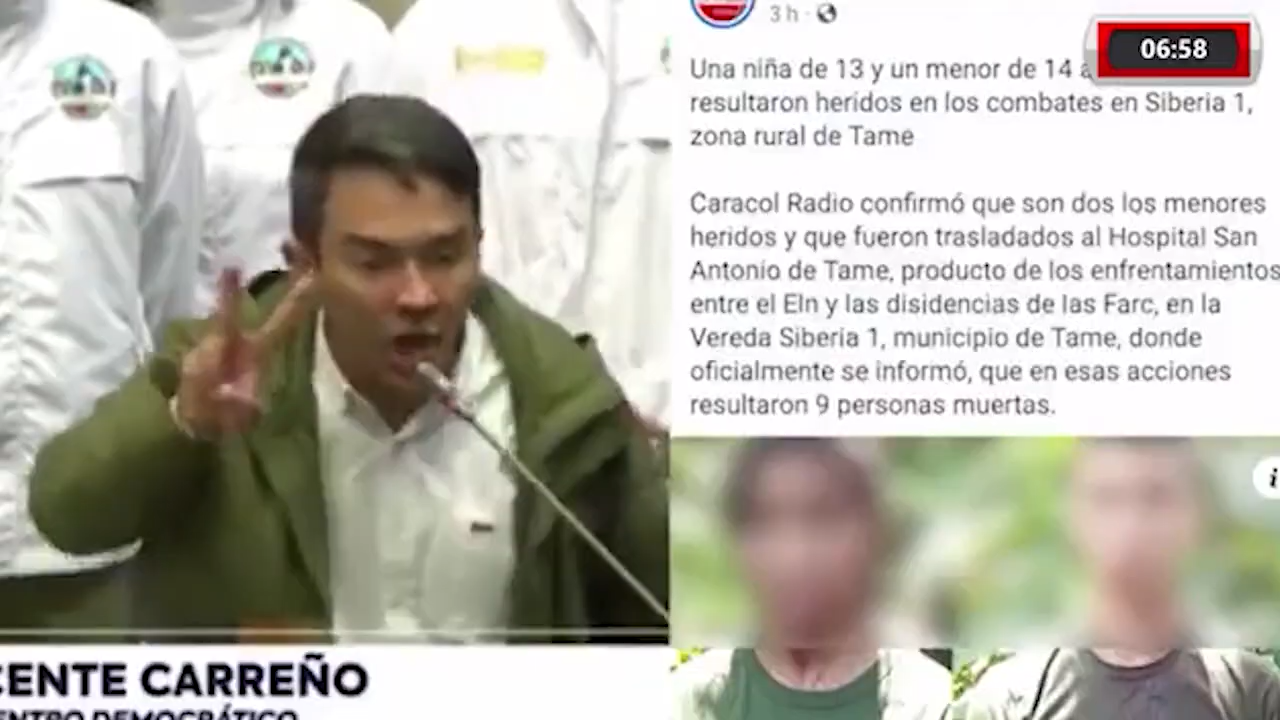 3 h
06:58
Una niña de 13 y un menor de 14 a
resultaron heridos en los combates en Siberia 1,
zona rural de Tame
Caracol Radio confirmó que son dos los menores
heridos y que fueron trasladados al Hospital San
Antonio de Tame, producto de los enfrentamientos
entre el Eln y las disidencias de las Farc, en la
Vereda Siberia 1, municipio de Tame, donde
oficialmente se informó, que en esas acciones
resultaron 9 personas muertas.
i
CENTE CARREÑO
ENTRO DEMOCRÁTICO